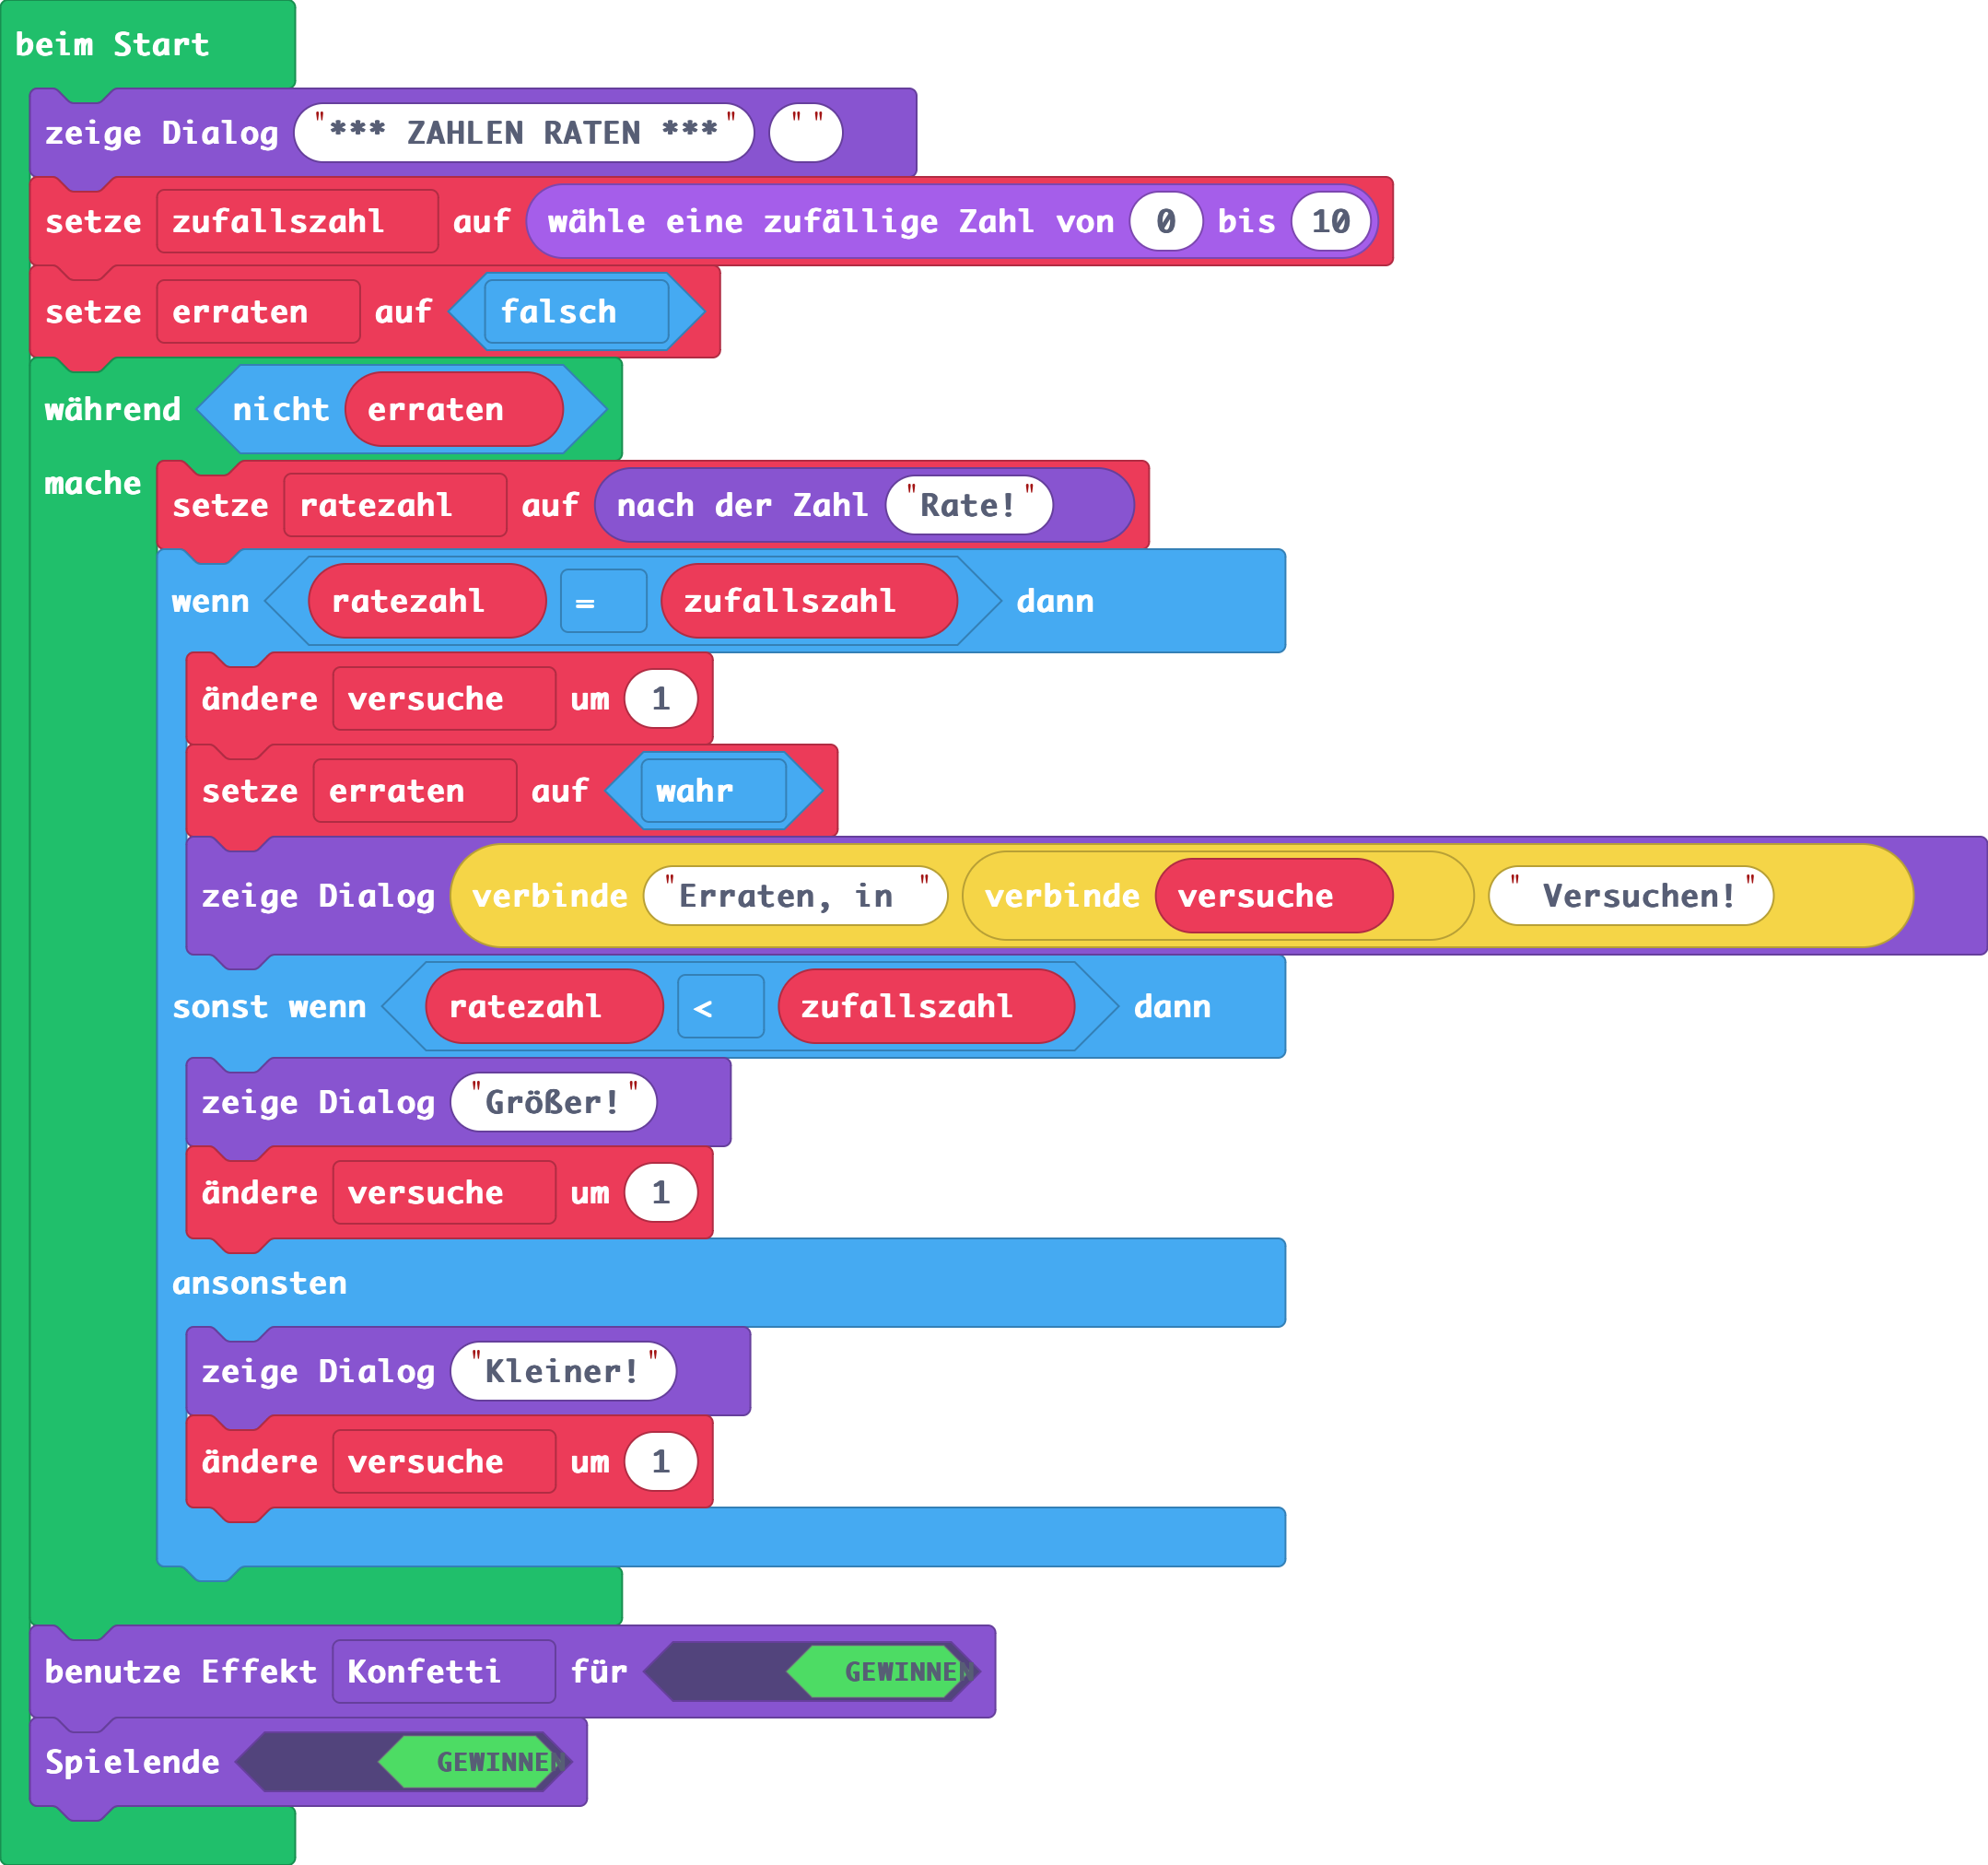 beim Start
zeige Dialog "*** ZAHLEN RATEN ***" ""
setze zufallszahl auf wähle eine zufällige Zahl von 0 bis 10
setze erraten auf falsch
während nicht erraten
mache
setze ratezahl auf nach der Zahl "Rate!"
wenn ratezahl = zufallszahl dann
ändere versuche um 1
setze erraten auf wahr
zeige Dialog verbinde "Erraten, in " verbinde versuche " Versuchen!"
sonst wenn ratezahl < zufallszahl dann
zeige Dialog "Größer!"
ändere versuche um 1
ansonsten
zeige Dialog "Kleiner!"
ändere versuche um 1
benutze Effekt Konfetti für GEWINNEN
Spielende GEWINNEN